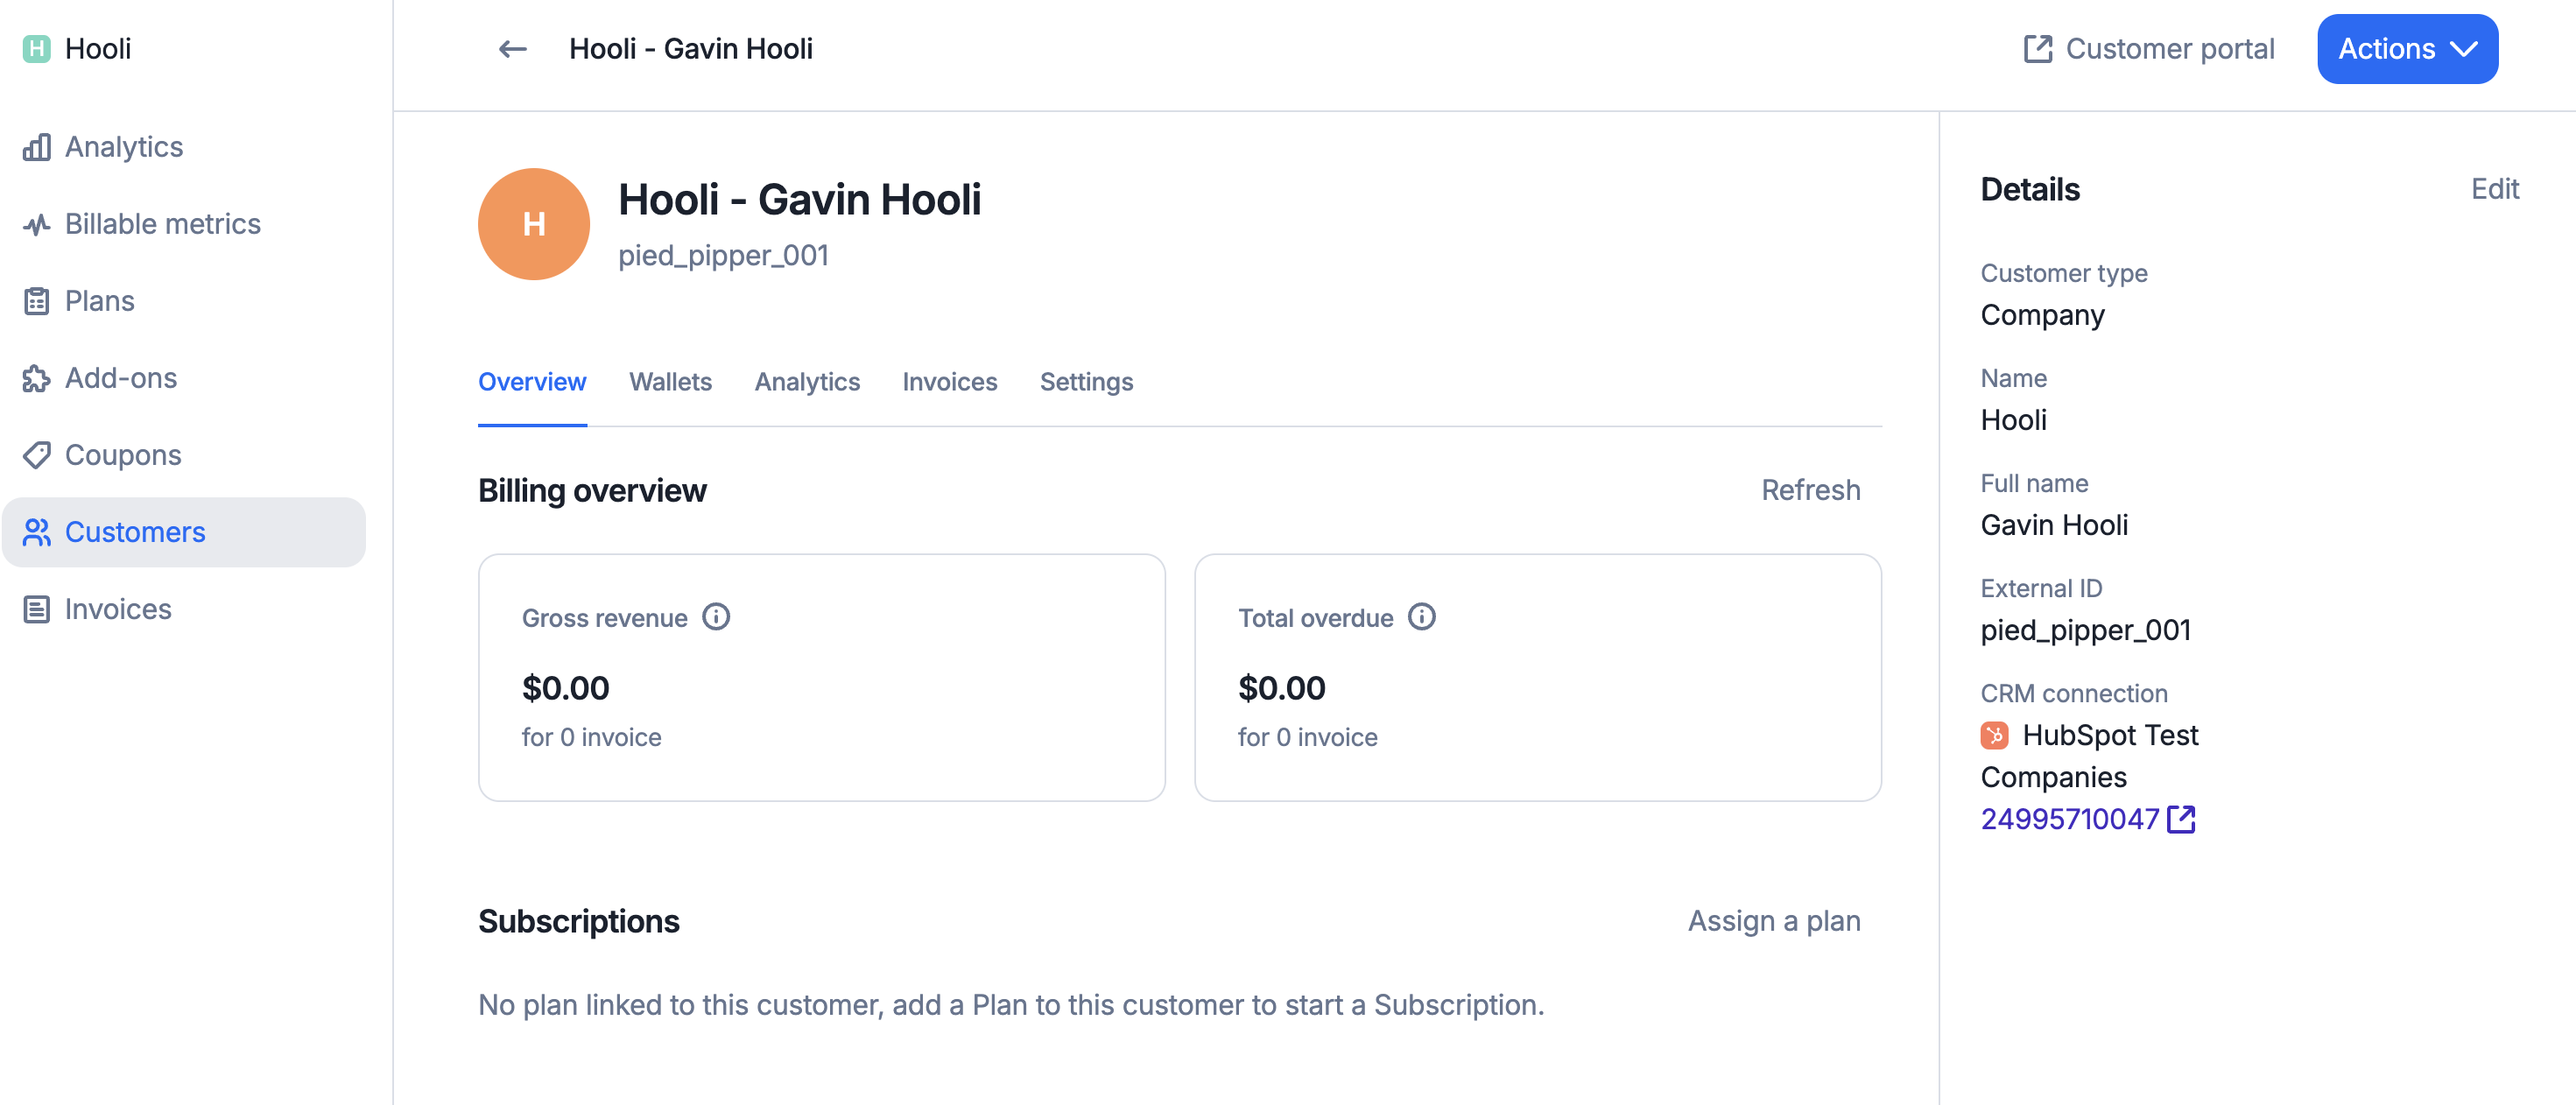 H Hooli
Analytics
Billable metrics
Plans
Add-ons
Coupons
Customers
Invoices
Hooli - Gavin Hooli
Customer portal
Actions
H
Hooli - Gavin Hooli
pied_pipper_001
Overview Wallets Analytics Invoices Settings
Billing overview
Refresh
Gross revenue
$0.00
for 0 invoice
Total overdue
$0.00
for 0 invoice
Subscriptions
Assign a plan
No plan linked to this customer, add a Plan to this customer to start a Subscription.
Details
Edit
Customer type
Company
Name
Hooli
Full name
Gavin Hooli
External ID
pied_pipper_001
CRM connection
HubSpot Test
Companies
24995710047